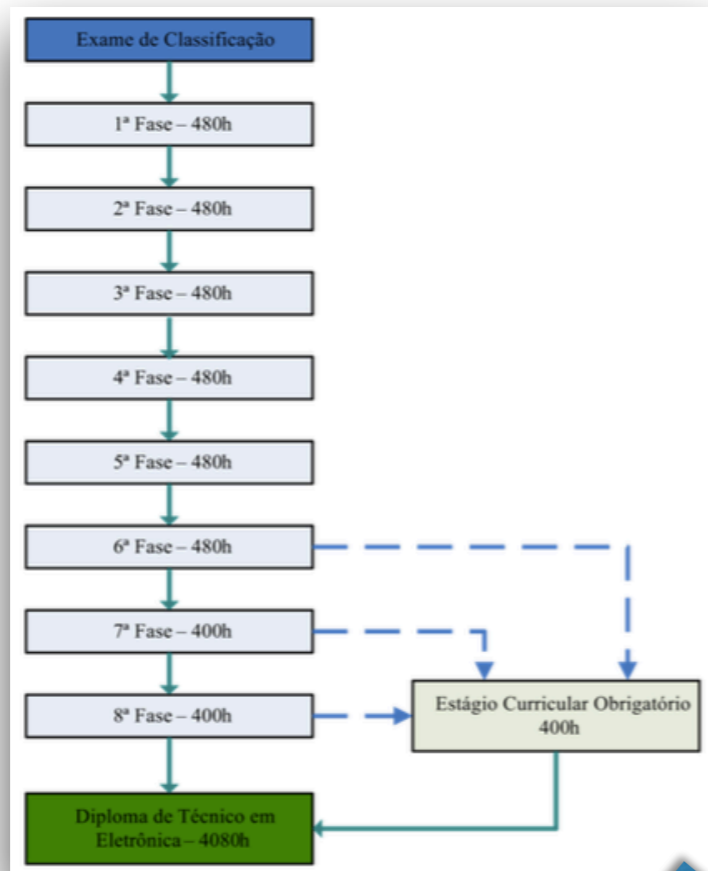 Exame de Classificação
1ª Fase – 480h
2ª Fase – 480h
3ª Fase – 480h
4ª Fase – 480h
5ª Fase – 480h
6ª Fase – 480h
7ª Fase – 400h
8ª Fase – 400h
Estágio Curricular Obrigatório
400h
Diploma de Técnico em
Eletrônica – 4080h